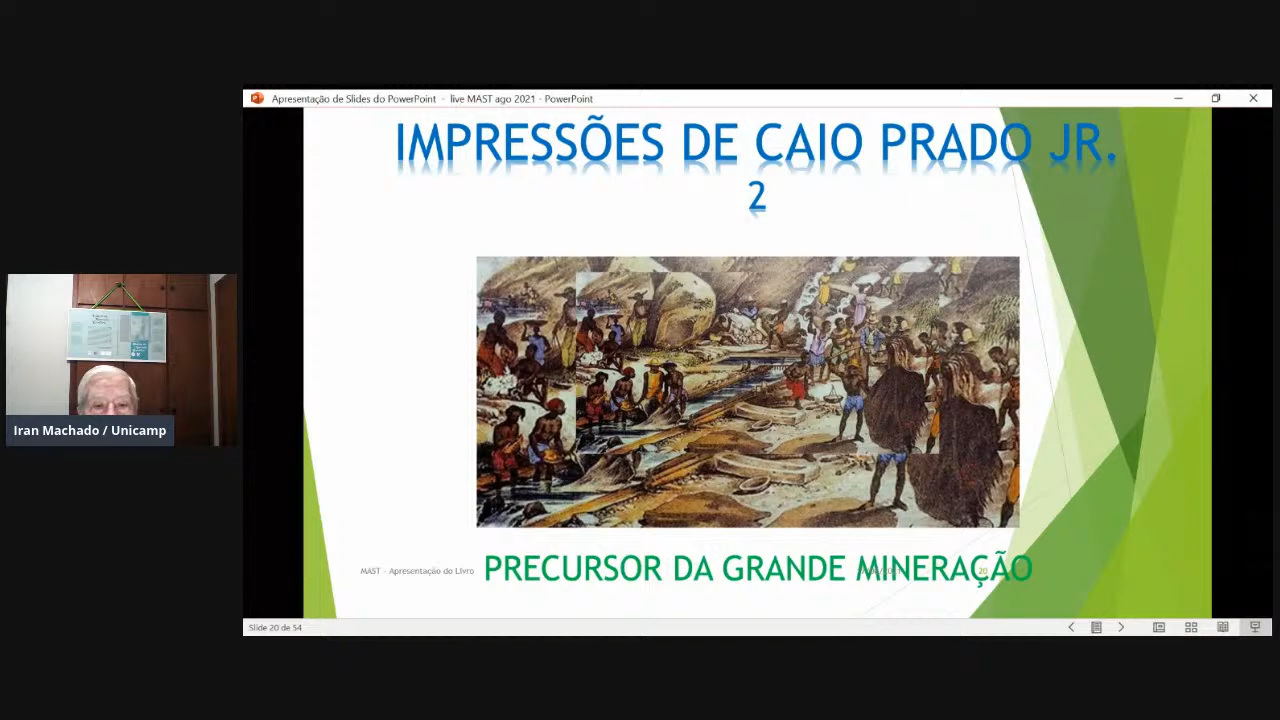 Apresentação de Slides do PowerPoint - live MAST ago 2021 - PowerPoint
IMPRESSÕES DE CAIO PRADO JR.
2
PRECURSOR DA GRANDE MINERAÇÃO
MAST - Apresentação do Livro
20
Iran Machado / Unicamp
Slide 20 de 54